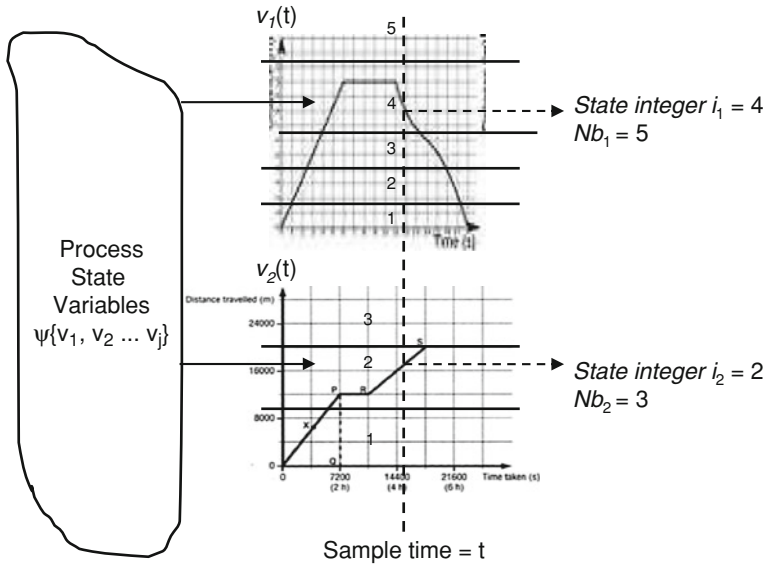 v1(t)
5
4
3
2
1
Time (s)
State integer i1 = 4
Nb1 = 5
Process
State
Variables
ψ{v1, v2 ... vj}
v2(t)
Distance travelled (m)
24000
16000
8000
0
3
2
1
P
R
S
X
Q
0 7200 14400 21600 Time taken (s)
(2 h) (4 h) (6 h)
State integer i2 = 2
Nb2 = 3
Sample time = t